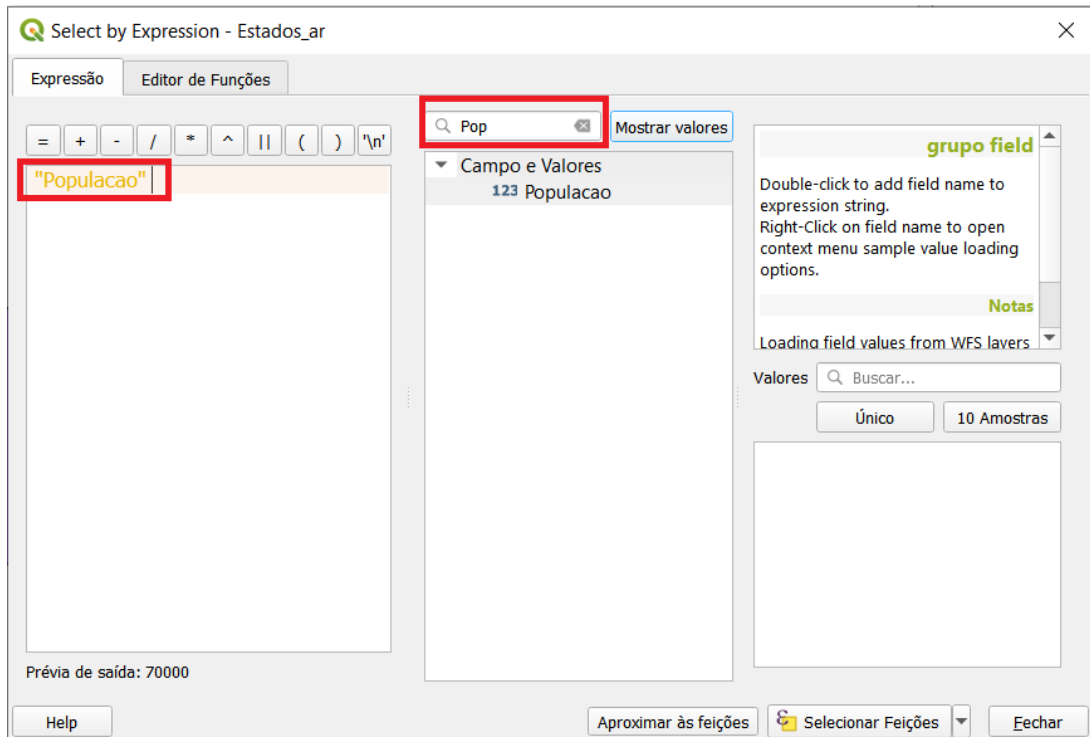 Select by Expression - Estados_ar
Expressão
Editor de Funções
= + - / * ^ || ( ) '\n'
"Populacao"
Prévia de saída: 70000
Pop
Mostrar valores
Campo e Valores
123 Populacao
grupo field
Double-click to add field name to
expression string.
Right-Click on field name to open
context menu sample value loading
options.
Notas
Loading field values from WFS layers
Valores
Buscar...
Único
10 Amostras
Help
Aproximar às feições
Selecionar Feições
Fechar